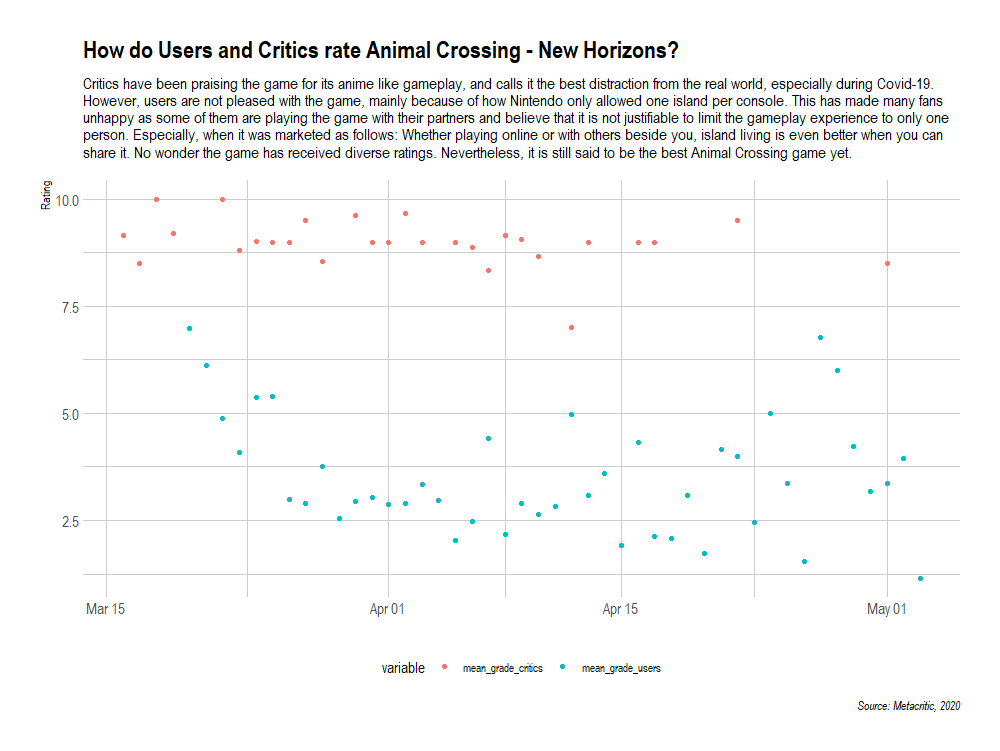 How do Users and Critics rate Animal Crossing - New Horizons?
Critics have been praising the game for its anime like gameplay, and calls it the best distraction from the real world, especially during Covid-19.
However, users are not pleased with the game, mainly because of how Nintendo only allowed one island per console. This has made many fans
unhappy as some of them are playing the game with their partners and believe that it is not justifiable to limit the gameplay experience to only one
person. Especially, when it was marketed as follows: Whether playing online or with others beside you, island living is even better when you can
share it. No wonder the game has received diverse ratings. Nevertheless, it is still said to be the best Animal Crossing game yet.
Rating
10.0
7.5
5.0
2.5
Mar 15 Apr 01 Apr 15 May 01
variable mean_grade_critics mean_grade_users
Source: Metacritic, 2020